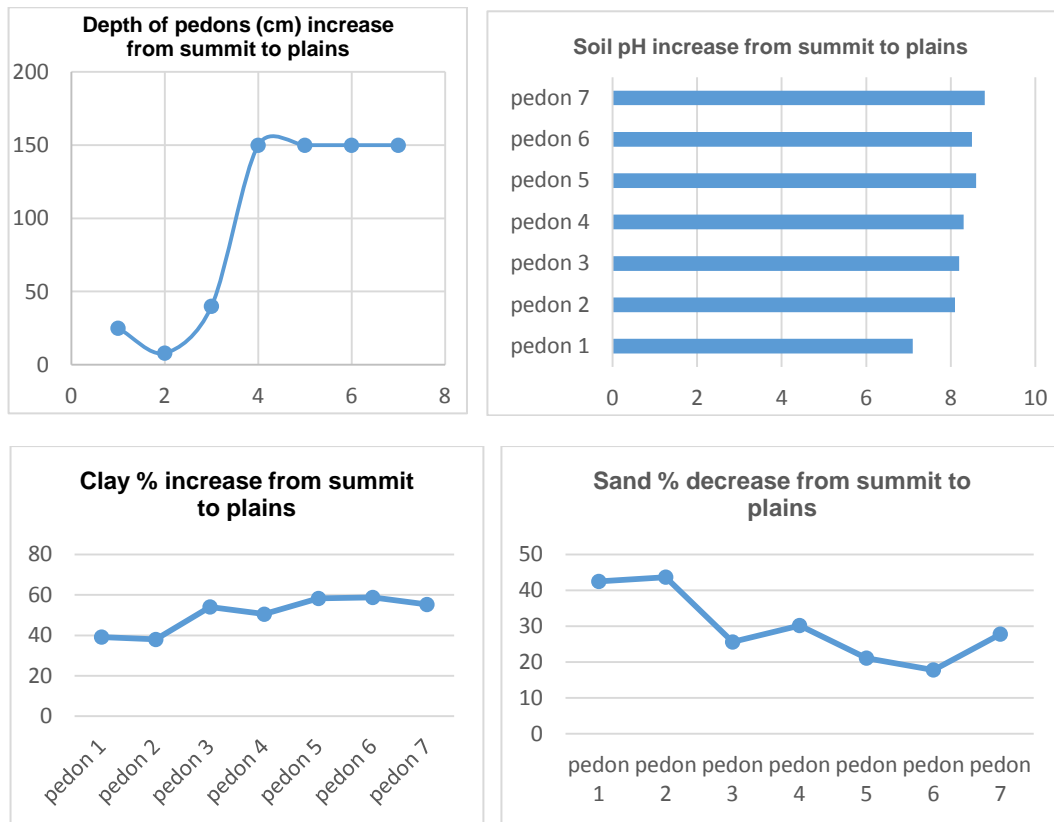 Depth of pedons (cm) increase
from summit to plains
200
150
100
50
0
0 2 4 6 8
Soil pH increase from summit to plains
pedon 7
pedon 6
pedon 5
pedon 4
pedon 3
pedon 2
pedon 1
0 2 4 6 8 10
Clay % increase from summit
to plains
80
60
40
20
0
pedon 1 pedon 2 pedon 3 pedon 4 pedon 5 pedon 6 pedon 7
Sand % decrease from summit to
plains
50
40
30
20
10
0
pedon pedon pedon pedon pedon pedon pedon
1 2 3 4 5 6 7